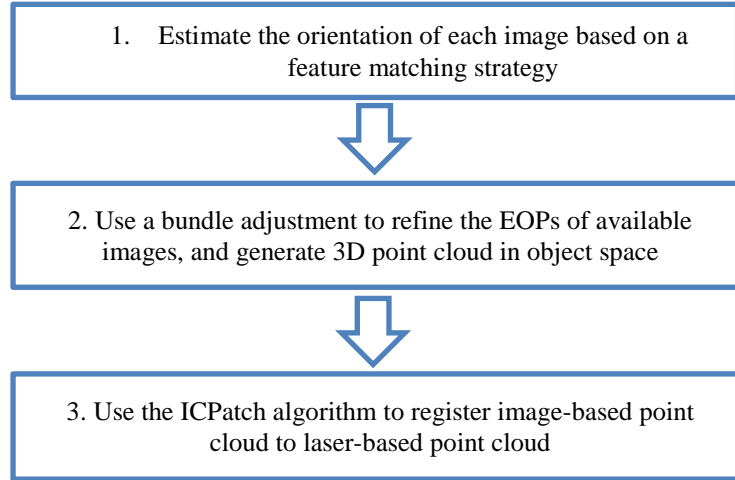 1. Estimate the orientation of each image based on a
feature matching strategy
2. Use a bundle adjustment to refine the EOPs of available
images, and generate 3D point cloud in object space
3. Use the ICPatch algorithm to register image-based point
cloud to laser-based point cloud